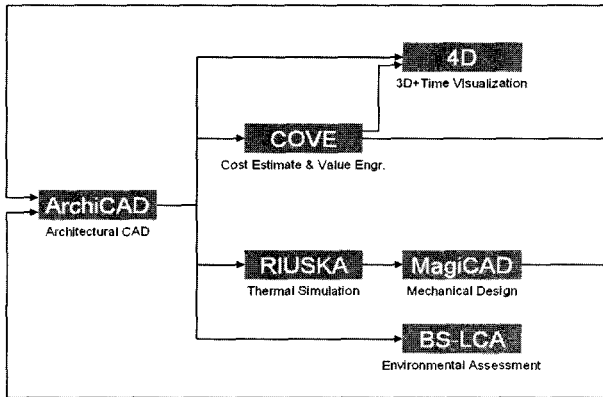 4D
3D+Time Visualization
COVE
Cost Estimate & Value Engr.
ArchiCAD
Architectural CAD
RIUSKA
Thermal Simulation
MagiCAD
Mechanical Design
BS-LCA
Environmental Assessment